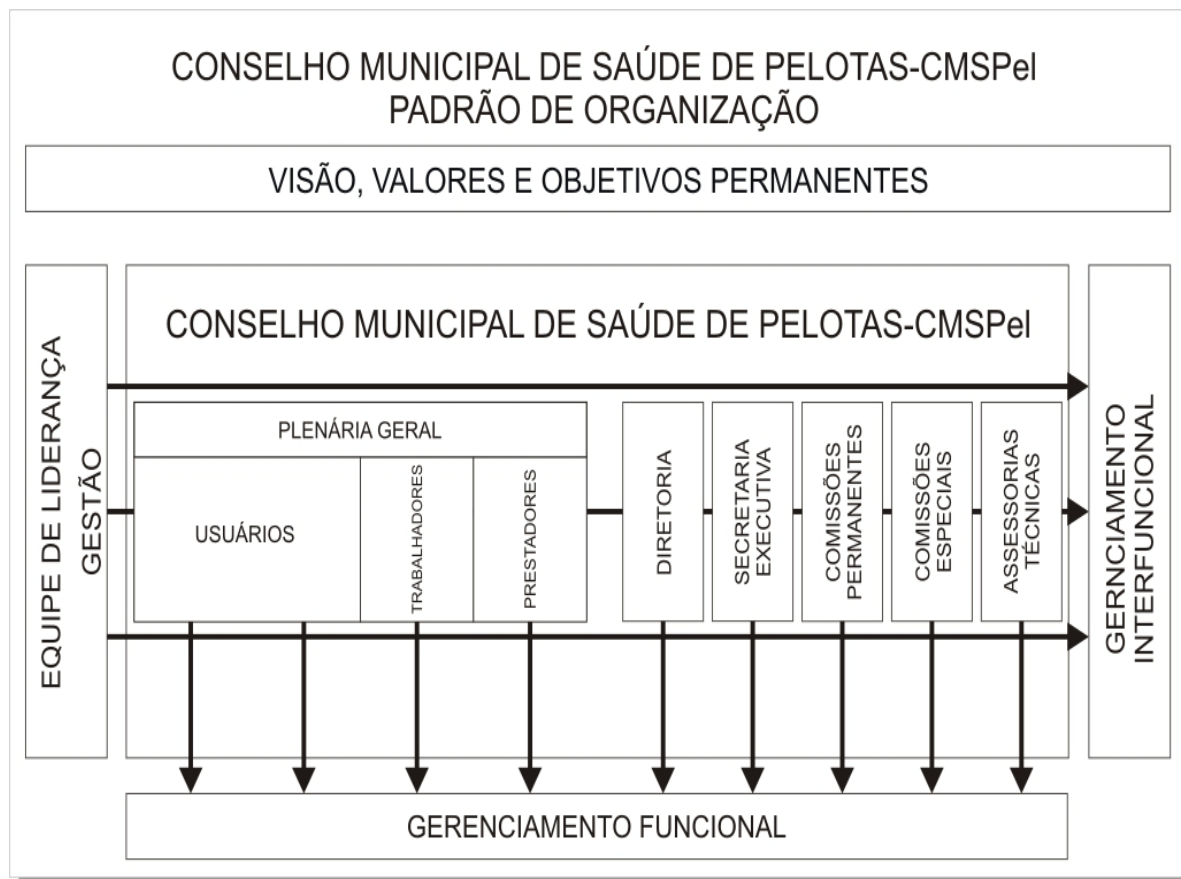 CONSELHO MUNICIPAL DE SAÚDE DE PELOTAS-CMSPel
PADRÃO DE ORGANIZAÇÃO
VISÃO, VALORES E OBJETIVOS PERMANENTES
EQUIPE DE LIDERANÇA
GESTÃO
CONSELHO MUNICIPAL DE SAÚDE DE PELOTAS-CMSPel
PLENÁRIA GERAL
USUÁRIOS
TRABALHADORES
PRESTADORES
DIRETORIA
SECRETARIA
EXECUTIVA
COMISSÕES
PERMANENTES
COMISSÕES
ESPECIAIS
ASSESSORIAS
TÉCNICAS
GERNCIAMENTO
INTERFUNCIONAL
GERENCIAMENTO FUNCIONAL